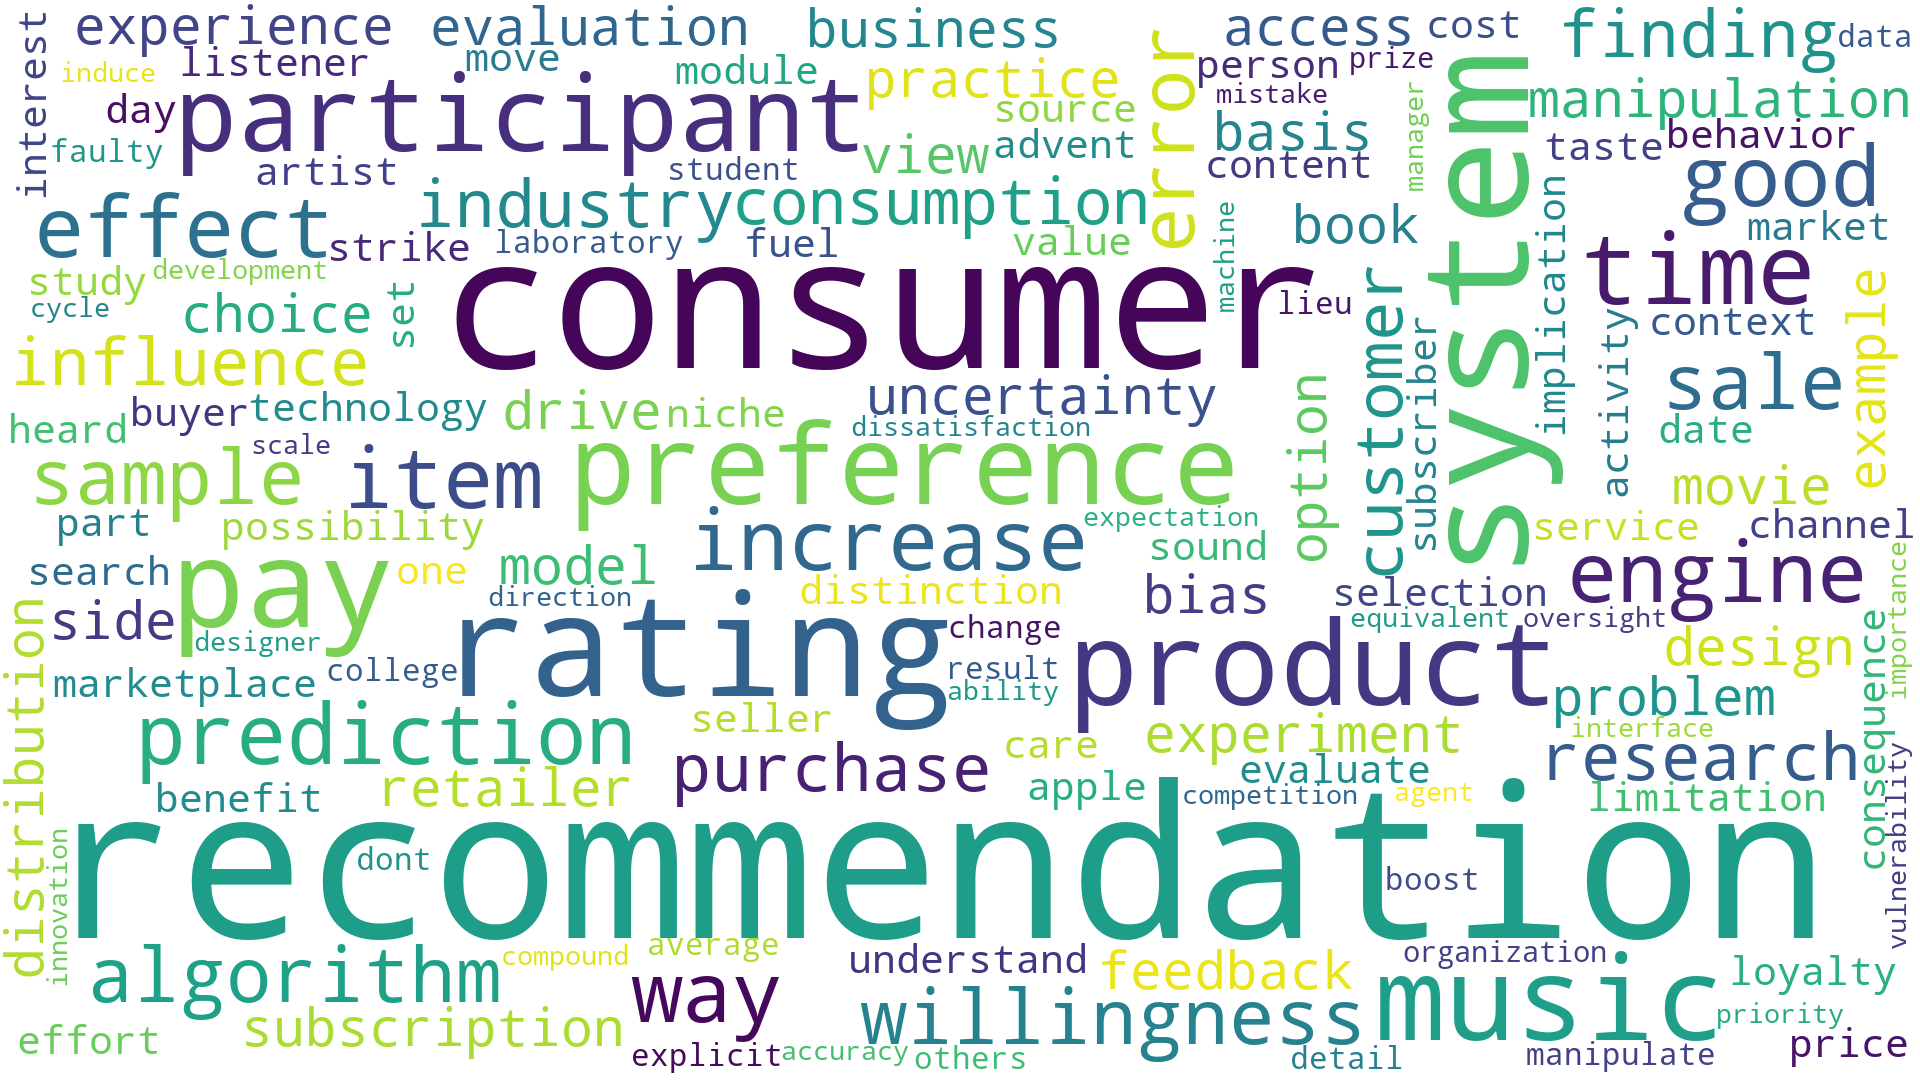 interest
experience
evaluation
business
access
cost
finding
data
induce
listener
move
module
practice
error
person
prize
system
manipulation
day
participant
source
mistake
manager
faulty
artist
student
view
advent
basis
content
taste
behavior
good
effect
industry
consumption
strike
laboratory
fuel
value
machine
book
implication
market
study
development
time
cycle
choice
set
consumer
lieu
customer
subscriber
activity
context
example
influence
buyer
technology
drive
niche
uncertainty
sale
heard
scale
dissatisfaction
option
date
sample
item
preference
movie
part
possibility
increase
expectation
service
channel
search
pay
one
model
sound
engine
importance
direction
distinction
bias
selection
distribution
side
designer
rating
change
equivalent
oversight
design
consequence
marketplace
college
result
ability
product
problem
prediction
seller
care
experiment
interface
research
vulnerability
benefit
retailer
purchase
apple
evaluate
competition
agent
limitation
innovation
recommendation
dont
boost
algorithm
compound
average
way
understand
feedback
organization
music
loyalty
effort
subscription
willingness
priority
explicit
accuracy
others
detail
manipulate
price